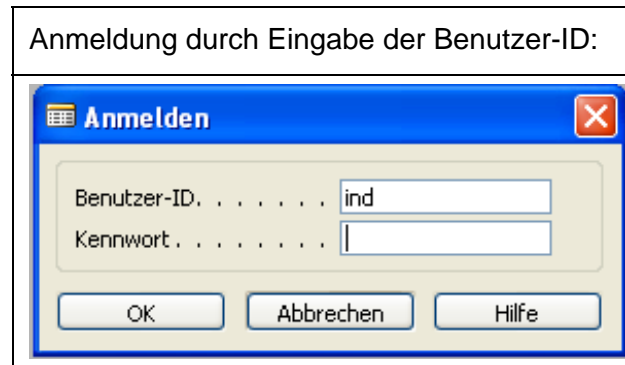 Anmeldung durch Eingabe der Benutzer-ID:
Anmelden
Benutzer-ID. . . . . . . ind
Kennwort . . . . . . . .
OK Abbrechen Hilfe